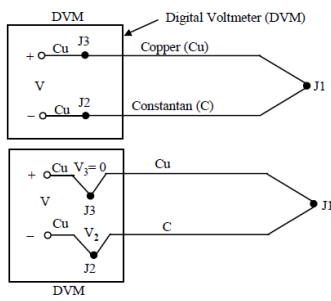 DVM
Digital Voltmeter (DVM)
+ Cu J3 Copper (Cu)
V J1
− Cu J2 Constantan (C)
+ Cu V3= 0 Cu
V J3 J1
− Cu V2 C
J2
DVM